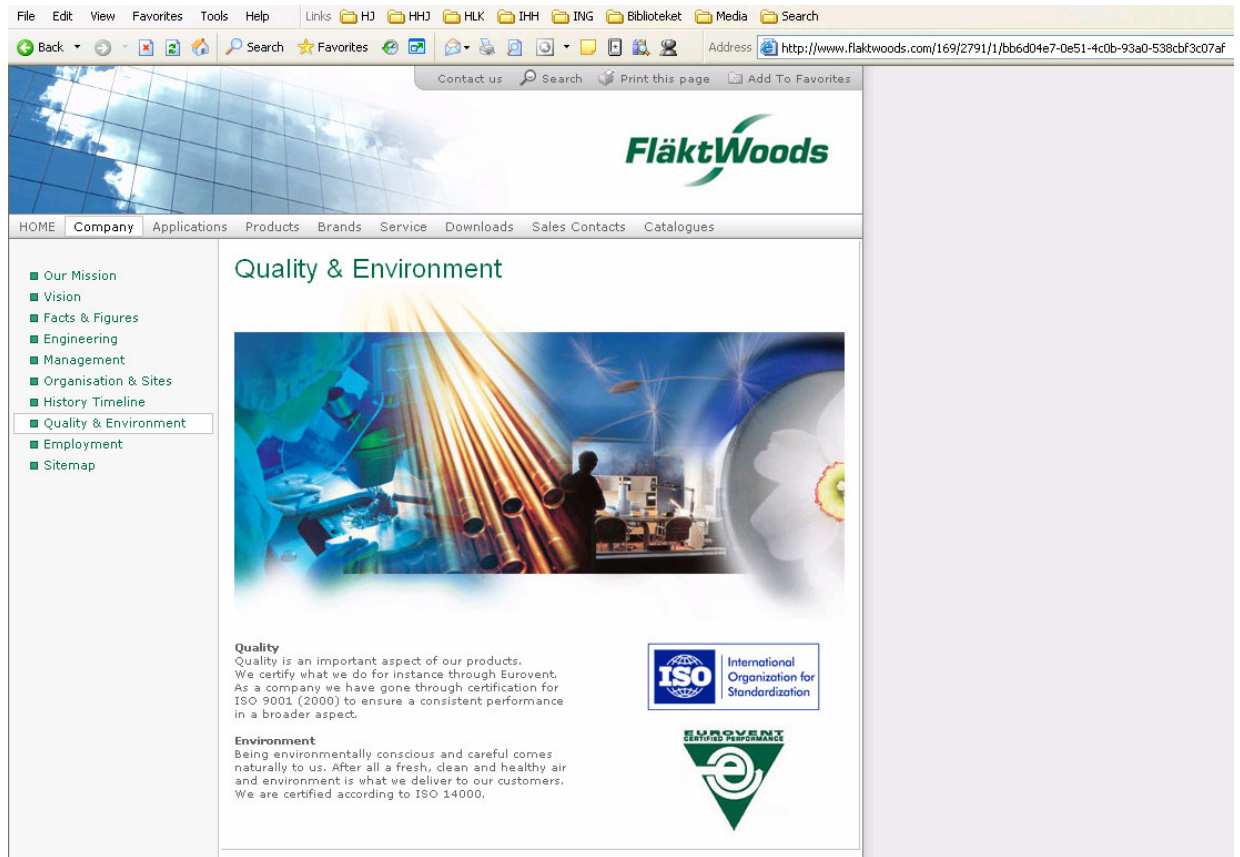 File Edit View Favorites Tools Help Links HJ HHJ HLK IHH ING Biblioteket Media Search
Back Search Favorites Address http://www.flaktwoods.com/169/2791/1/bb6d04e7-0e51-4c0b-93a0-538cbf3c07af
Contact us Search Print this page Add To Favorites
FläktWoods
HOME Company Applications Products Brands Service Downloads Sales Contacts Catalogues
Our Mission
Vision
Facts & Figures
Engineering
Management
Organisation & Sites
History Timeline
Quality & Environment
Employment
Sitemap
Quality & Environment
Quality
Quality is an important aspect of our products.
We certify what we do for instance through Eurovent.
As a company we have gone through certification for
ISO 9001 (2000) to ensure a consistent performance
in a broader aspect.
Environment
Being environmentally conscious and careful comes
naturally to us. After all a fresh, clean and healthy air
and environment is what we deliver to our customers.
We are certified according to ISO 14000.
ISO
International
Organization for
Standardization
EUROVENT
CERTIFIED PERFORMANCE